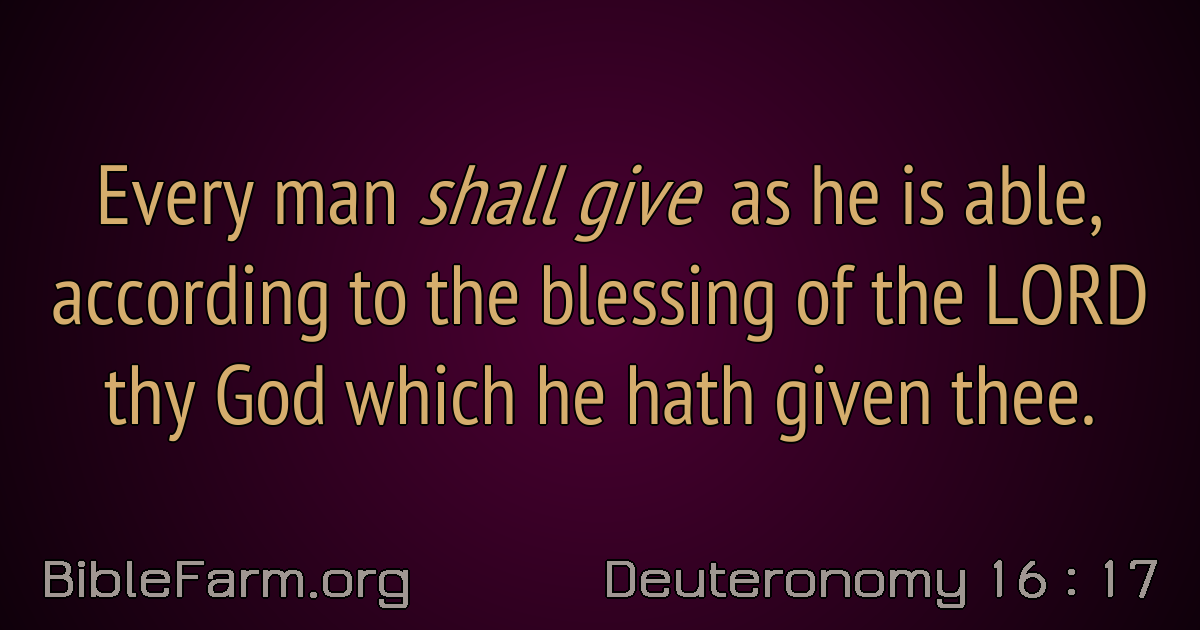 Every man shall give as he is able,
according to the blessing of the LORD
thy God which he hath given thee.
BibleFarm.org
Deuteronomy 16 : 17